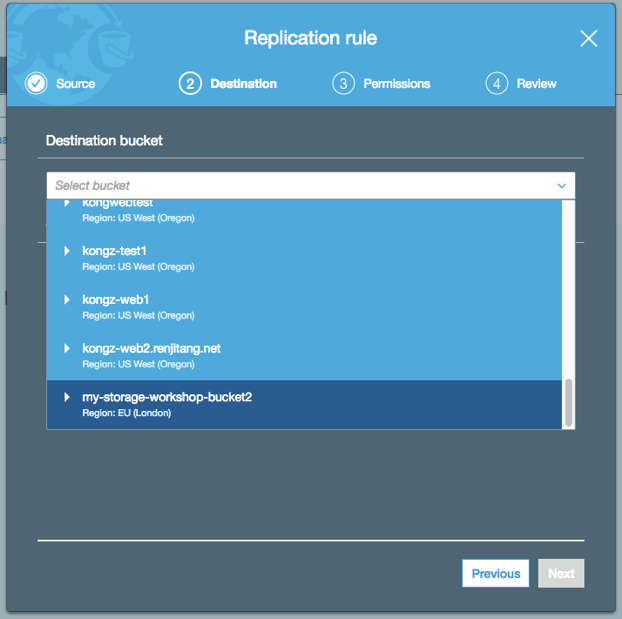 Replication rule
Source
2 Destination
3 Permissions
4 Review
Destination bucket
Select bucket
kongwebtest
Region: US West (Oregon)
kongz-test1
Region: US West (Oregon)
kongz-web1
Region: US West (Oregon)
kongz-web2.renjitang.net
Region: US West (Oregon)
my-storage-workshop-bucket2
Region: EU (London)
Previous
Next